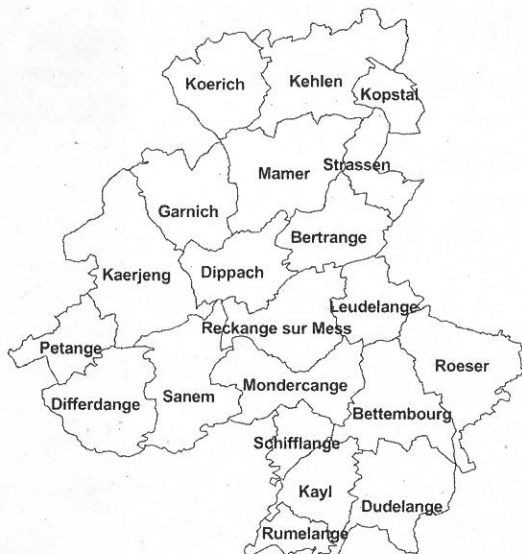 Kehlen
Koerich
Kopstal
Strassen
Mamer
Garnich
Bertrange
Kaerjeng
Dippach
Leudelange
Reckange sur Mess
Petange
Roeser
Mondercange
Sanem
Differdange
Bettembourg
Schifflange
Kayl
Dudelange
Rumelange